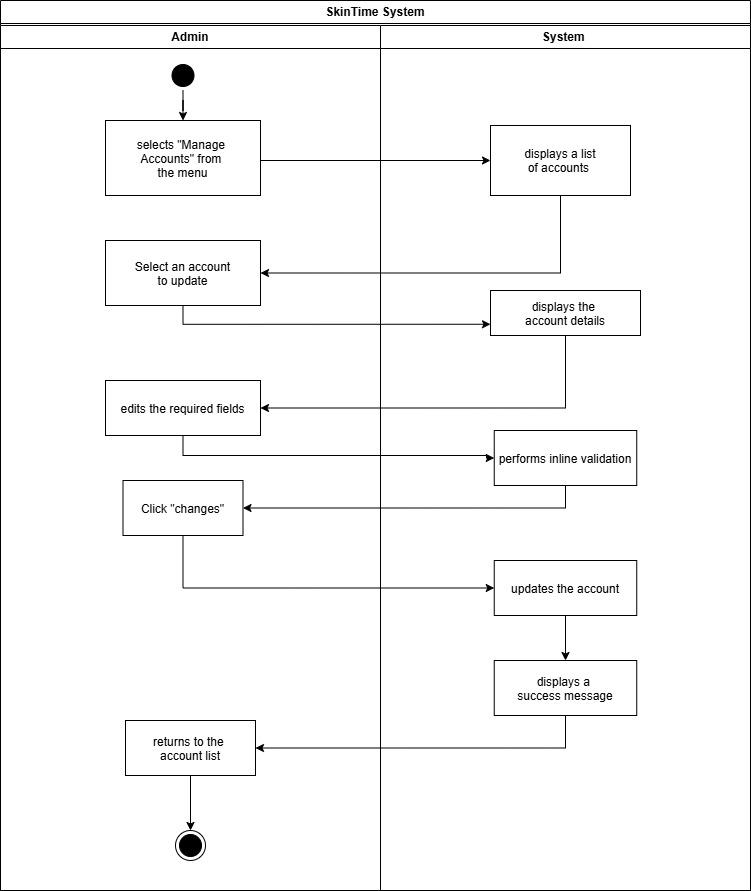 SkinTime System
Admin
System
selects "Manage
Accounts" from
the menu
displays a list
of accounts
Select an account
to update
displays the
account details
edits the required fields
performs inline validation
Click "changes"
updates the account
displays a
success message
returns to the
account list